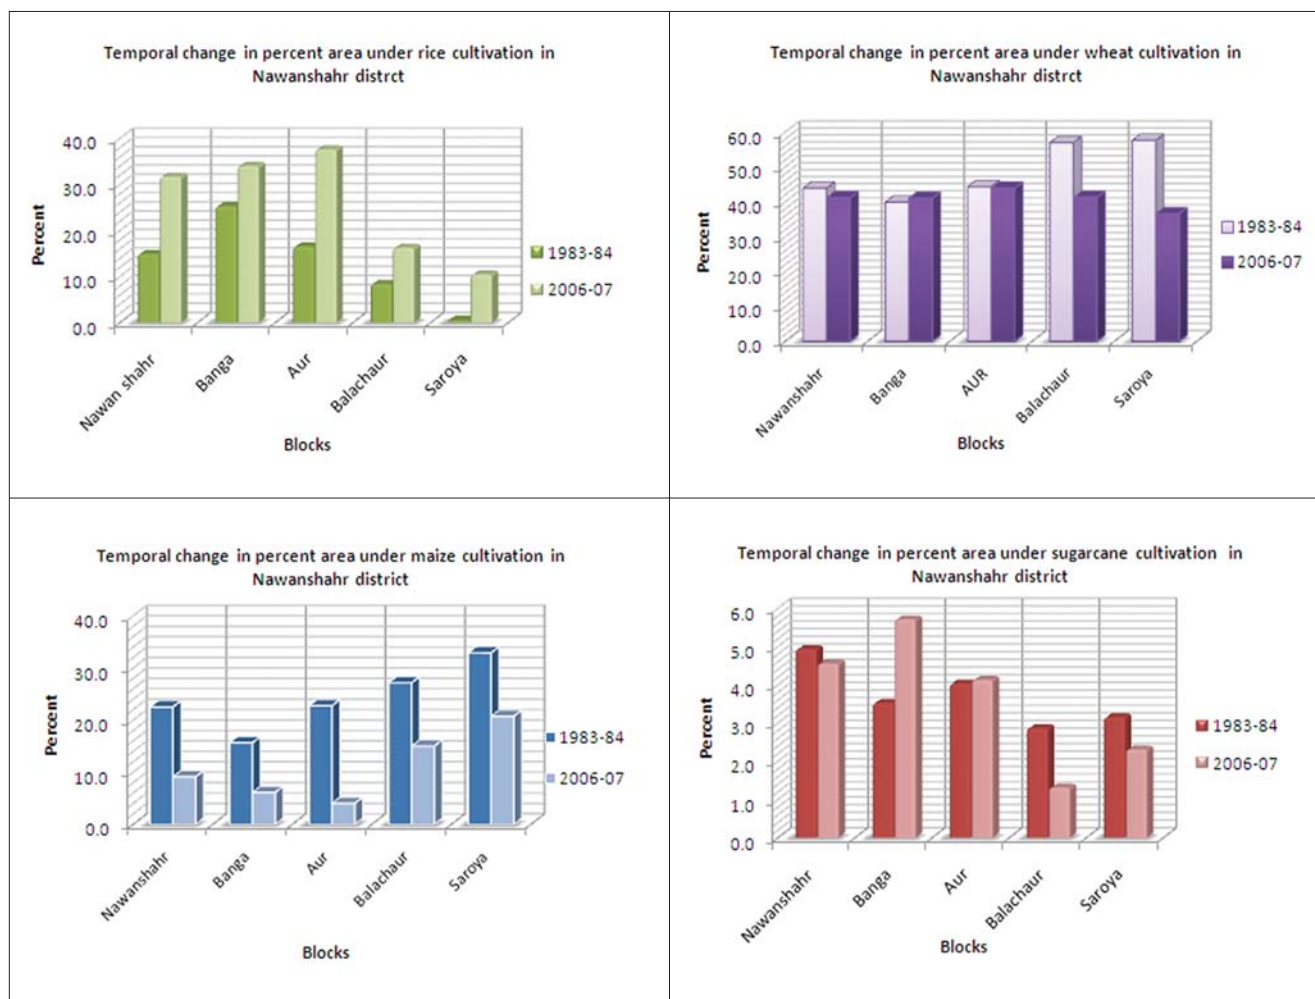 Temporal change in percent area under rice cultivation in
Nawanshahr distrct
40.0
30.0
20.0
10.0
0.0
Percent
Nawan shahr
Banga
Aur
Balachaur
Saroya
Blocks
1983-84
2006-07
Temporal change in percent area under wheat cultivation in
Nawanshahr distrct
60.0
50.0
40.0
30.0
20.0
10.0
0.0
Percent
Nawanshahr
Banga
AUR
Balachaur
Saroya
Blocks
1983-84
2006-07
Temporal change in percent area under maize cultivation in
Nawanshahr district
40.0
30.0
20.0
10.0
0.0
Percent
Nawanshahr
Banga
Aur
Balachaur
Saroya
Blocks
1983-84
2006-07
Temporal change in percent area under sugarcane cultivation in
Nawanshahr district
6.0
5.0
4.0
3.0
2.0
1.0
0.0
Percent
Nawanshahr
Banga
Aur
Balachaur
Saroya
Blocks
1983-84
2006-07